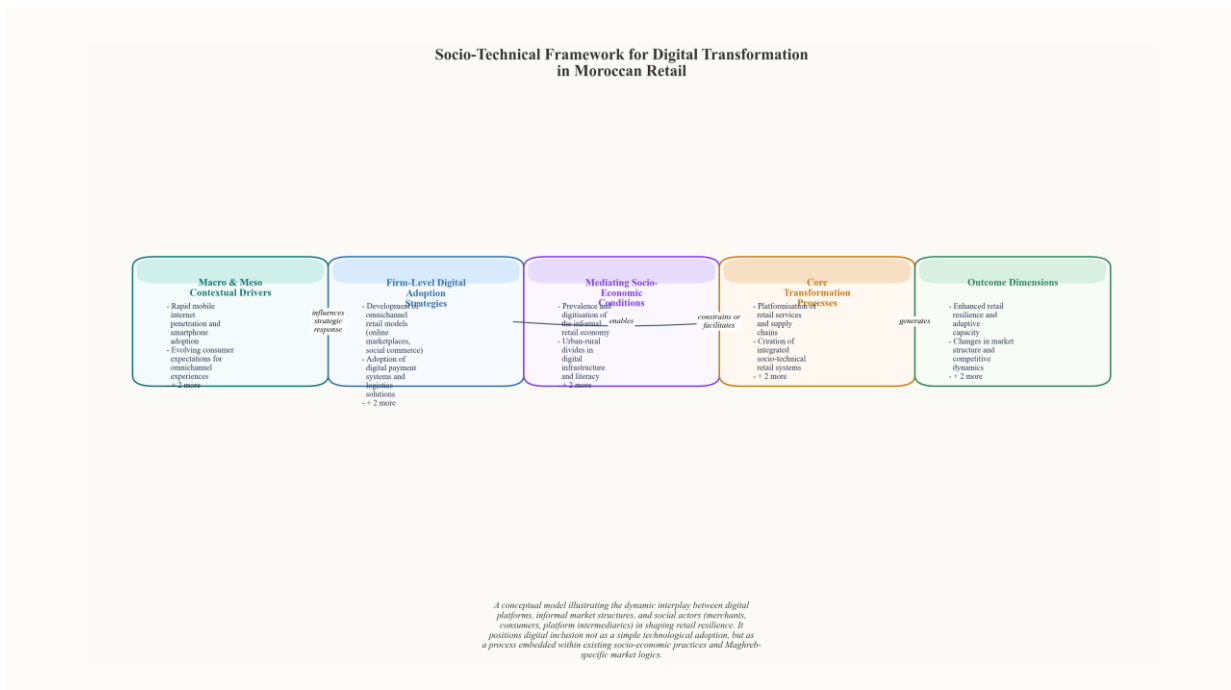 Socio-Technical Framework for Digital Transformation
in Moroccan Retail
Macro & Meso
Contextual Drivers
- Rapid mobile
internet
penetration and
smartphone
adoption
- Evolving consumer
expectations for
omnichannel
experiences
- + 2 more
influences
strategic
response
Firm-Level Digital
Adoption
Strategies
- Development of
omnichannel
retail models
(online
marketplaces,
social commerce)
- Adoption of
digital payment
systems and
logistics
solutions
- + 2 more
Mediating Socio-
Economic
Conditions
- Prevalence and
digitisation of
the informal
retail economy
- Urban-rural
divides in
digital
infrastructure
and literacy
- + 2 more
enables
constrains or
facilitates
Core
Transformation
Processes
- Platformisation of
retail services
and supply
chains
- Creation of
integrated
socio-technical
retail systems
- + 2 more
generates
Outcome Dimensions
- Enhanced retail
resilience and
adaptive
capacity
- Changes in market
structure and
competitive
dynamics
- + 2 more
A conceptual model illustrating the dynamic interplay between digital
platforms, informal market structures, and social actors (merchants,
consumers, platform intermediaries) in shaping retail resilience. It
positions digital inclusion not as a simple technological adoption, but as
a process embedded within existing socio-economic practices and Maghreb-
specific market logics.